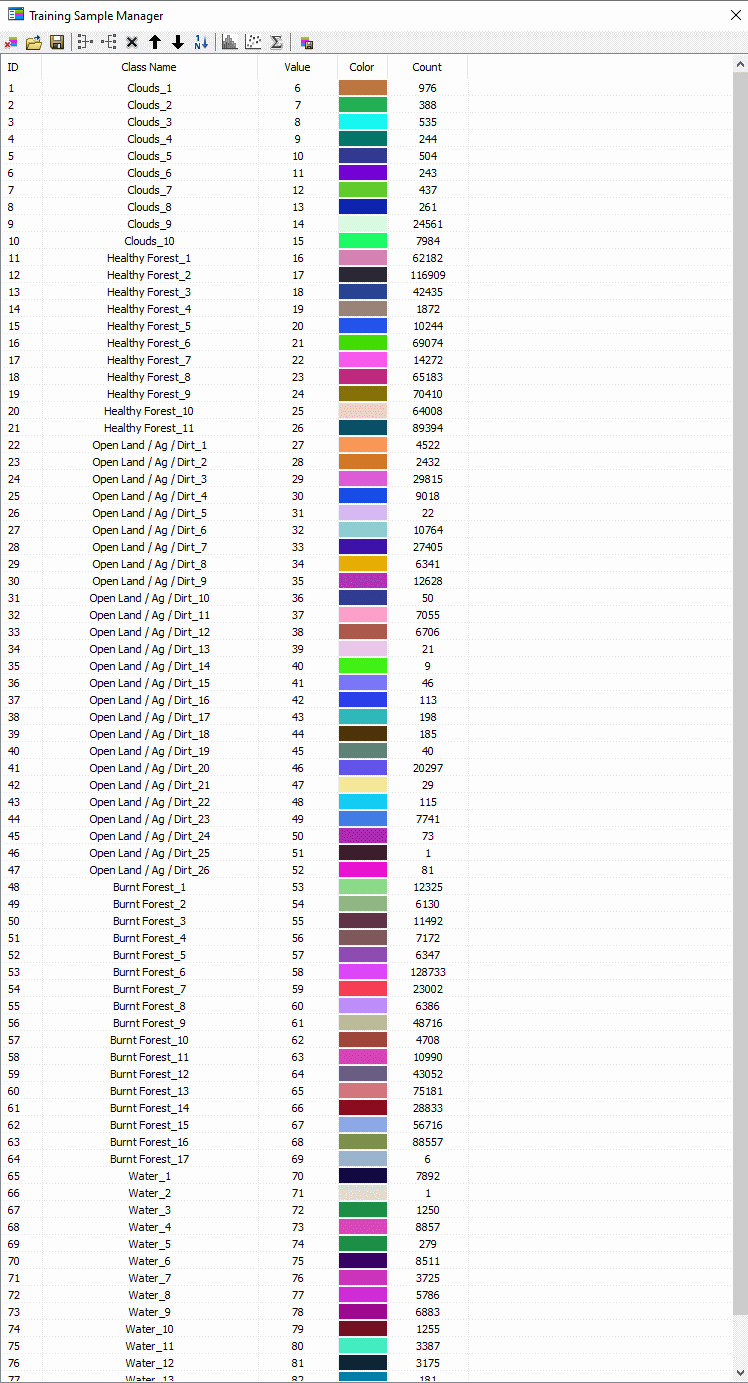 Training Sample Manager
ID Class Name Value Color Count
1 Clouds_1 6 976
2 Clouds_2 7 388
3 Clouds_3 8 535
4 Clouds_4 9 244
5 Clouds_5 10 504
6 Clouds_6 11 243
7 Clouds_7 12 437
8 Clouds_8 13 261
9 Clouds_9 14 24561
10 Clouds_10 15 7984
11 Healthy Forest_1 16 62182
12 Healthy Forest_2 17 116909
13 Healthy Forest_3 18 42435
14 Healthy Forest_4 19 1872
15 Healthy Forest_5 20 10244
16 Healthy Forest_6 21 69074
17 Healthy Forest_7 22 14272
18 Healthy Forest_8 23 65183
19 Healthy Forest_9 24 70410
20 Healthy Forest_10 25 64008
21 Healthy Forest_11 26 89394
22 Open Land / Ag / Dirt_1 27 4522
23 Open Land / Ag / Dirt_2 28 2432
24 Open Land / Ag / Dirt_3 29 29815
25 Open Land / Ag / Dirt_4 30 9018
26 Open Land / Ag / Dirt_5 31 22
27 Open Land / Ag / Dirt_6 32 10764
28 Open Land / Ag / Dirt_7 33 27405
29 Open Land / Ag / Dirt_8 34 6341
30 Open Land / Ag / Dirt_9 35 12628
31 Open Land / Ag / Dirt_10 36 50
32 Open Land / Ag / Dirt_11 37 7055
33 Open Land / Ag / Dirt_12 38 6706
34 Open Land / Ag / Dirt_13 39 21
35 Open Land / Ag / Dirt_14 40 9
36 Open Land / Ag / Dirt_15 41 46
37 Open Land / Ag / Dirt_16 42 113
38 Open Land / Ag / Dirt_17 43 198
39 Open Land / Ag / Dirt_18 44 185
40 Open Land / Ag / Dirt_19 45 40
41 Open Land / Ag / Dirt_20 46 20297
42 Open Land / Ag / Dirt_21 47 29
43 Open Land / Ag / Dirt_22 48 115
44 Open Land / Ag / Dirt_23 49 7741
45 Open Land / Ag / Dirt_24 50 73
46 Open Land / Ag / Dirt_25 51 1
47 Open Land / Ag / Dirt_26 52 81
48 Burnt Forest_1 53 12325
49 Burnt Forest_2 54 6130
50 Burnt Forest_3 55 11492
51 Burnt Forest_4 56 7172
52 Burnt Forest_5 57 6347
53 Burnt Forest_6 58 128733
54 Burnt Forest_7 59 23002
55 Burnt Forest_8 60 6386
56 Burnt Forest_9 61 48716
57 Burnt Forest_10 62 4708
58 Burnt Forest_11 63 10990
59 Burnt Forest_12 64 43052
60 Burnt Forest_13 65 75181
61 Burnt Forest_14 66 28833
62 Burnt Forest_15 67 56716
63 Burnt Forest_16 68 88557
64 Burnt Forest_17 69 6
65 Water_1 70 7892
66 Water_2 71 1
67 Water_3 72 1250
68 Water_4 73 8857
69 Water_5 74 279
70 Water_6 75 8511
71 Water_7 76 3725
72 Water_8 77 5786
73 Water_9 78 6883
74 Water_10 79 1255
75 Water_11 80 3387
76 Water_12 81 3175
77 Water_13 82 181